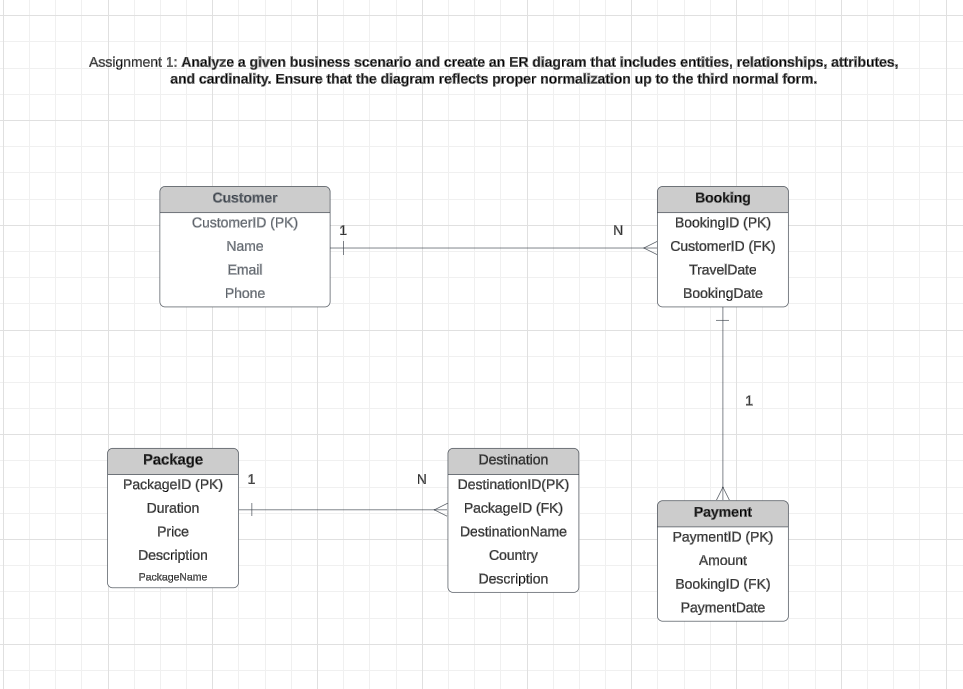 Assignment 1: Analyze a given business scenario and create an ER diagram that includes entities, relationships, attributes,
and cardinality. Ensure that the diagram reflects proper normalization up to the third normal form.
Customer
CustomerID (PK)
Name
Email
Phone
1
N
Booking
BookingID (PK)
CustomerID (FK)
TravelDate
BookingDate
1
Package
PackageID (PK)
Duration
Price
Description
PackageName
1
N
Destination
DestinationID(PK)
PackageID (FK)
DestinationName
Country
Description
Payment
PaymentID (PK)
Amount
BookingID (FK)
PaymentDate